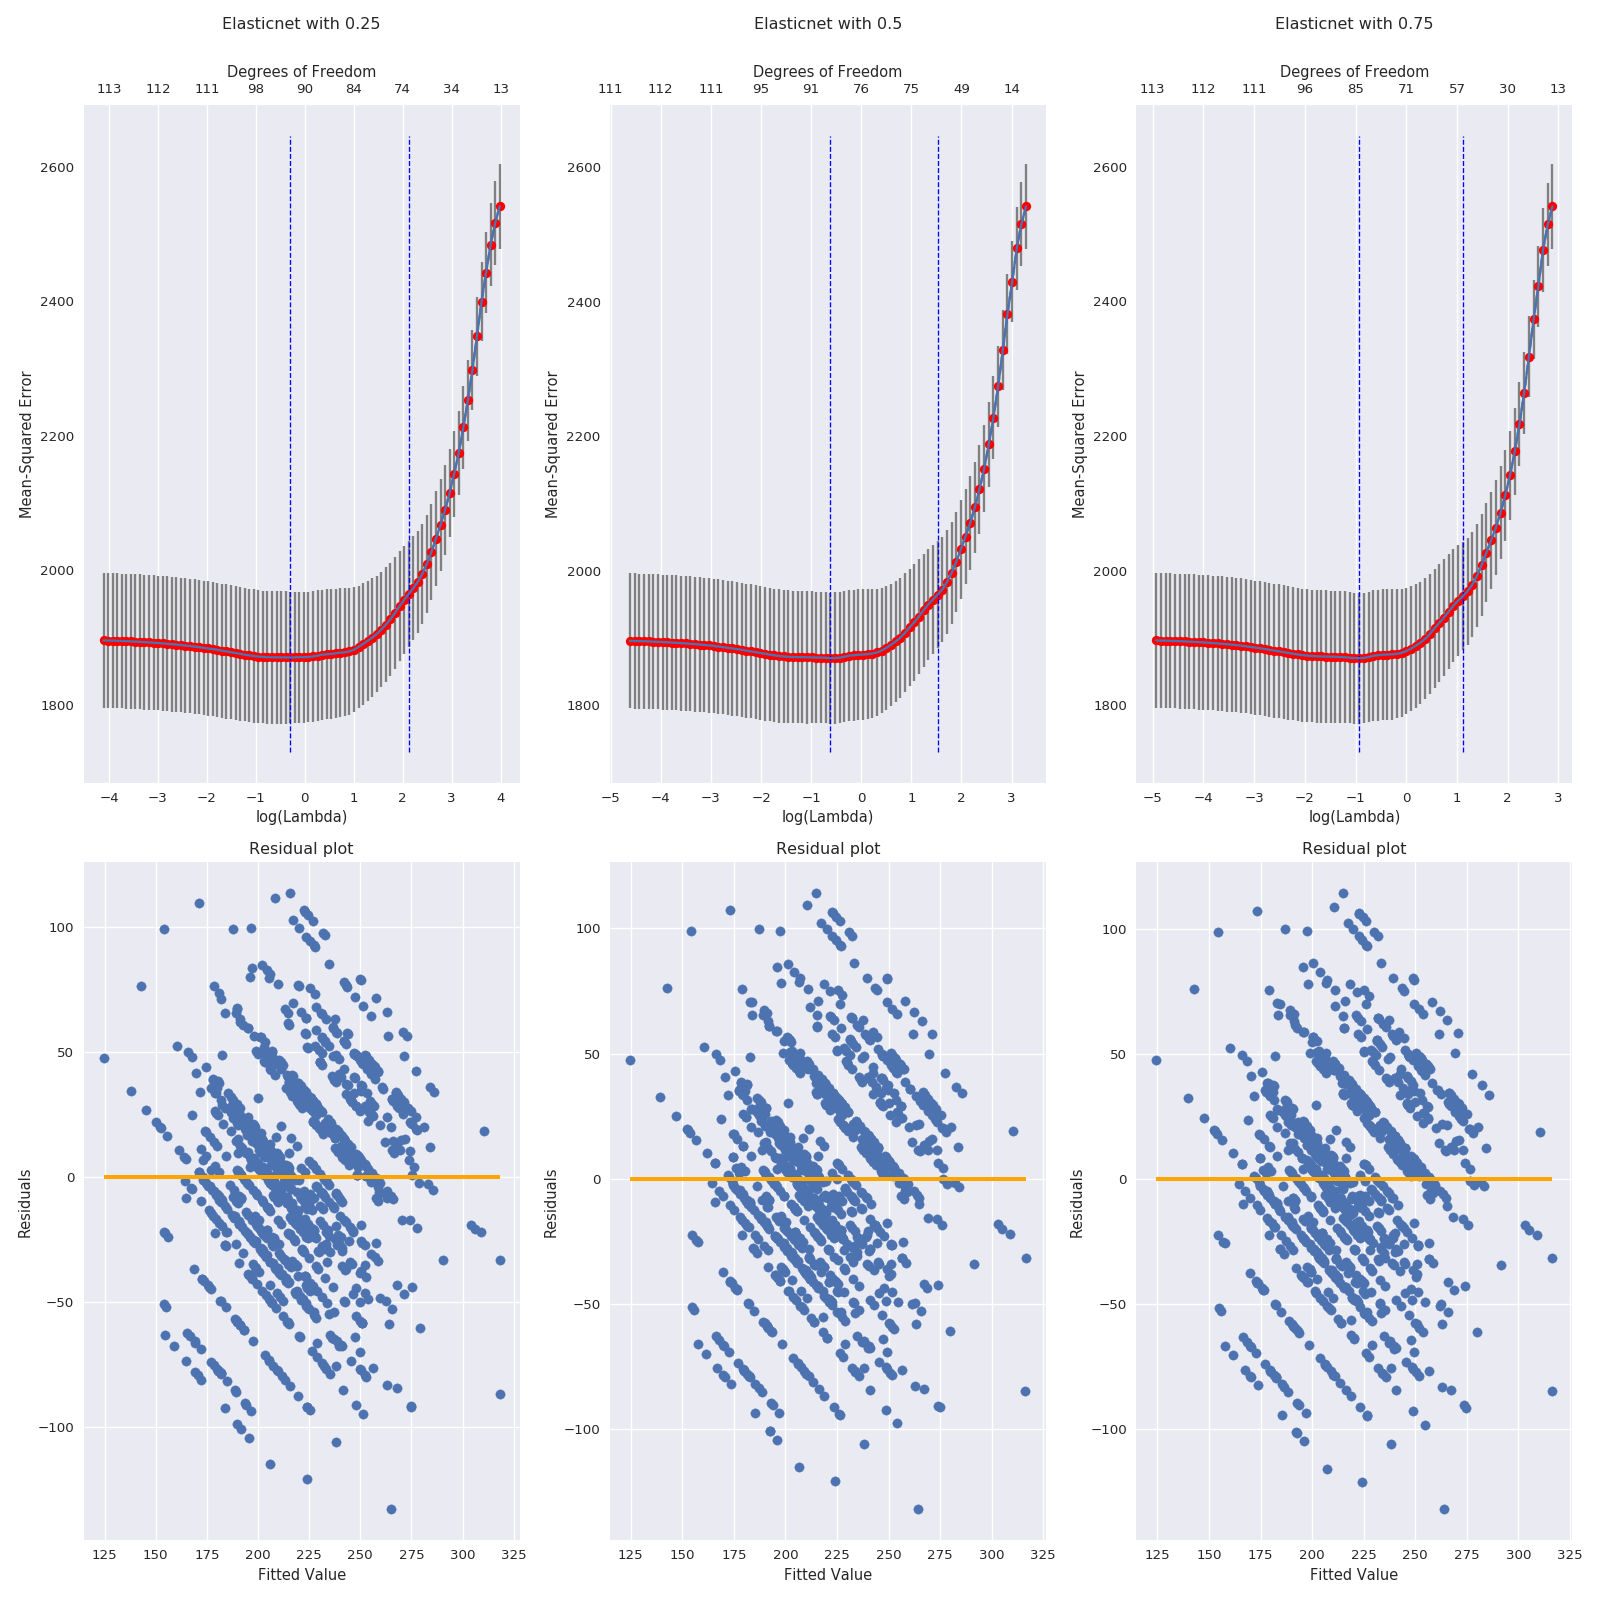 Elasticnet with 0.25
Elasticnet with 0.5
Elasticnet with 0.75
Degrees of Freedom
Degrees of Freedom
Degrees of Freedom
113 112 111 98 90 84 74 34 13
111 112 111 95 91 76 75 49 14
113 112 111 96 85 71 57 30 13
Mean-Squared Error
2600
2400
2200
2000
1800
−4 −3 −2 −1 0 1 2 3 4
log(Lambda)
Mean-Squared Error
2600
2400
2200
2000
1800
−5 −4 −3 −2 −1 0 1 2 3
log(Lambda)
Mean-Squared Error
2600
2400
2200
2000
1800
−5 −4 −3 −2 −1 0 1 2 3
log(Lambda)
Residual plot
Residuals
100
50
0
−50
−100
125 150 175 200 225 250 275 300 325
Fitted Value
Residual plot
Residuals
100
50
0
−50
−100
125 150 175 200 225 250 275 300 325
Fitted Value
Residual plot
Residuals
100
50
0
−50
−100
125 150 175 200 225 250 275 300 325
Fitted Value